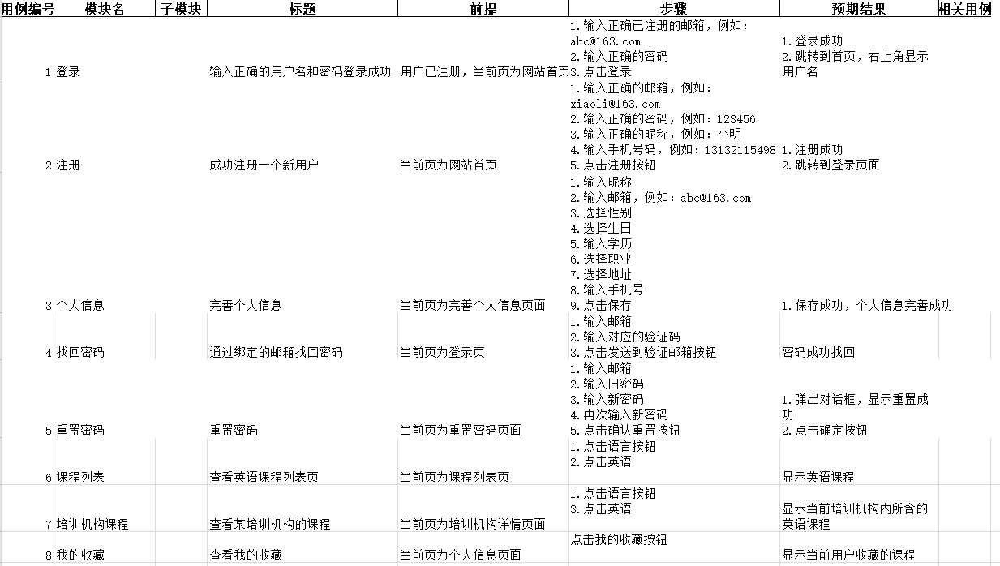 用例编号 模块名 子模块 标题 前提 步骤 预期结果 相关用例
1 登录 输入正确的用户名和密码登录成功 用户已注册，当前页为网站首页
1.输入正确已注册的邮箱，例如：
abc@163.com
2.输入正确的密码
3.点击登录
1.登录成功
2.跳转到首页，右上角显示
用户名
2 注册 成功注册一个新用户 当前页为网站首页
1.输入正确的邮箱，例如：
xiaoli@163.com
2.输入正确的密码，例如：123456
3.输入正确的昵称，例如：小明
4.输入手机号码，例如：13132115498
5.点击注册按钮
1.注册成功
2.跳转到登录页面
3 个人信息 完善个人信息 当前页为完善个人信息页面
1.输入昵称
2.输入邮箱，例如：abc@163.com
3.选择性别
4.选择生日
5.输入学历
6.选择职业
7.选择地址
8.输入手机号
9.点击保存
1.保存成功，个人信息完善成功
4 找回密码 通过绑定的邮箱找回密码 当前页为登录页
1.输入邮箱
2.输入对应的验证码
3.点击发送到验证邮箱按钮
密码成功找回
5 重置密码 重置密码 当前页为重置密码页面
1.输入邮箱
2.输入旧密码
3.输入新密码
4.再次输入新密码
5.点击确认重置按钮
1.弹出对话框，显示重置成
功
2.点击确定按钮
6 课程列表 查看英语课程列表页 当前页为课程列表页
1.点击语言按钮
2.点击英语
显示英语课程
7 培训机构课程 查看某培训机构的课程 当前页为培训机构详情页面
1.点击语言按钮
3.点击英语
显示当前培训机构内所含的
英语课程
8 我的收藏 查看我的收藏 当前页为个人信息页面
点击我的收藏按钮
显示当前用户收藏的课程